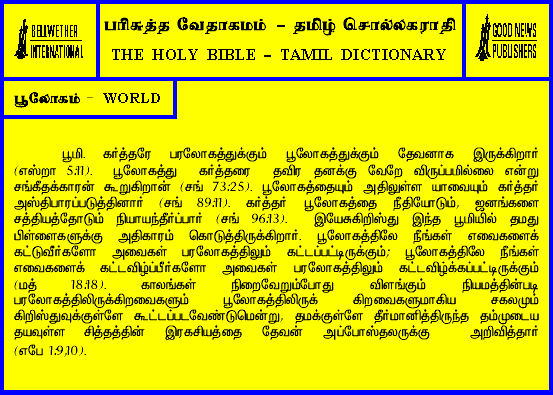 BELLWETHER
INTERNATIONAL
பரிசுத்த வேதாகமம் - தமிழ் சொல்லகராதி
THE HOLY BIBLE - TAMIL DICTIONARY
GOOD NEWS
PUBLISHERS
பூலோகம் - WORLD
பூமி. கர்த்தரே பரலோகத்துக்கும் பூலோகத்துக்கும் தேவனாக இருக்கிறார்
(எஸ்றா 5:11). பூலோகத்து கர்த்தரை தவிர தனக்கு வேறே விருப்பமில்லை என்று
சங்கீதக்காரன் கூறுகிறான் (சங் 73:25). பூலோகத்தையும் அதிலுள்ள யாவையும் கர்த்தர்
அஸ்திபாரப்படுத்தினார் (சங் 89:11). கர்த்தர் பூலோகத்தை நீதியோடும், ஜனங்களை
சத்தியத்தோடும் நியாயந்தீர்ப்பார் (சங் 96:13). இயேசுகிறிஸ்து இந்த பூமியில் தமது
பிள்ளைகளுக்கு அதிகாரம் கொடுத்திருக்கிறார். பூலோகத்திலே நீங்கள் எவைகளைக்
கட்டுவீர்களோ அவைகள் பரலோகத்திலும் கட்டப்பட்டிருக்கும்; பூலோகத்திலே நீங்கள்
எவைகளைக் கட்டவிழ்ப்பீர்களோ அவைகள் பரலோகத்திலும் கட்டவிழ்க்கப்பட்டிருக்கும்
(மத் 18:18). காலங்கள் நிறைவேறும்போது விளங்கும் நியமத்தின்படி
பரலோகத்திலிருக்கிறவைகளும் பூலோகத்திலிருக் கிறவைகளுமாகிய சகலமும்
கிறிஸ்துவுக்குள்ளே கூட்டப்படவேண்டுமென்று, தமக்குள்ளே தீர்மானித்திருந்த தம்முடைய
தயவுள்ள சித்தத்தின் இரகசியத்தை தேவன் அப்போஸ்தலருக்கு அறிவித்தார்
(எபே 1:9,10).